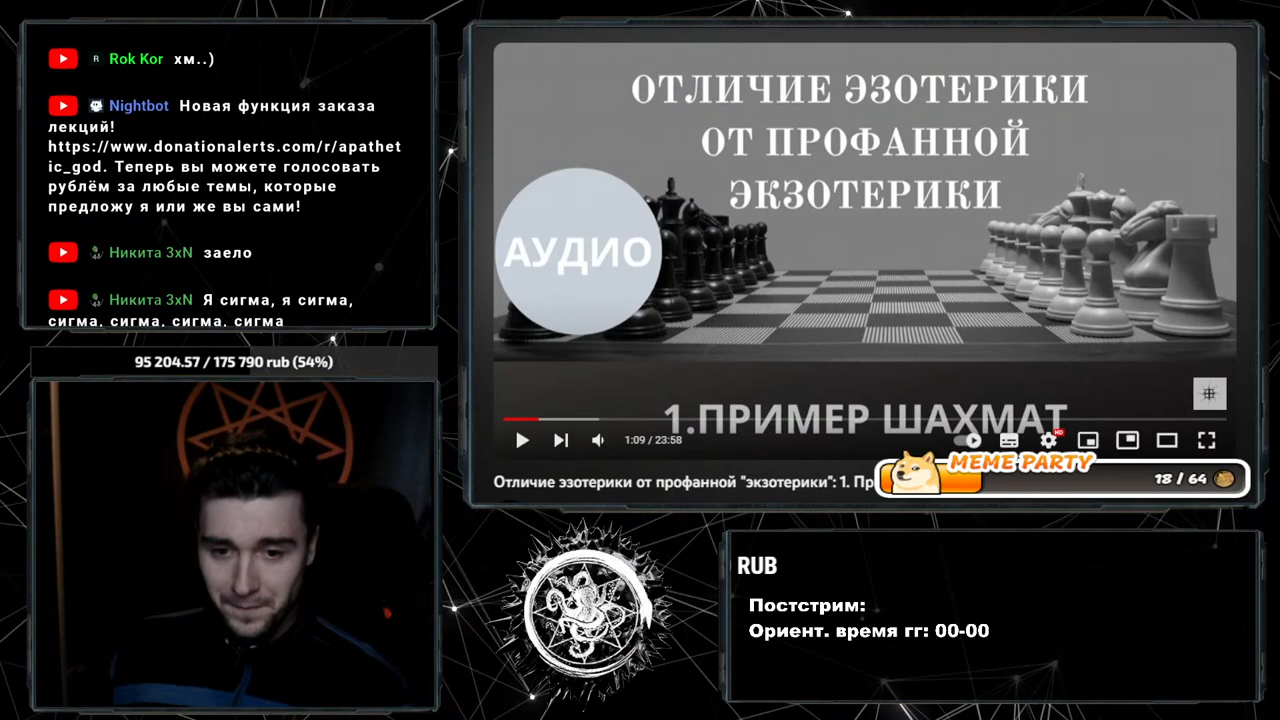 R Rok Kor хм..)
Nightbot Новая функция заказа
лекций!
https://www.donationalerts.com/r/apathet
ic_god. Теперь вы можете голосовать
рублём за любые темы, которые
предложу я или же вы сами!
Никита 3xN заело
Никита 3xN Я сигма, я сигма,
сигма, сигма, сигма, сигма
95 204.57 / 175 790 rub (54%)
ОТЛИЧИЕ ЭЗОТЕРИКИ
ОТ ПРОФАННОЙ
ЭКЗОТЕРИКИ
АУДИО
1.ПРИМЕР ШАХМАТ
1:09 / 23:58
HD
Отличие эзотерики от профанной "экзотерики": 1. Пр
MEME PARTY
18 / 64
RUB
Постстрим:
Ориент. время гг: 00-00